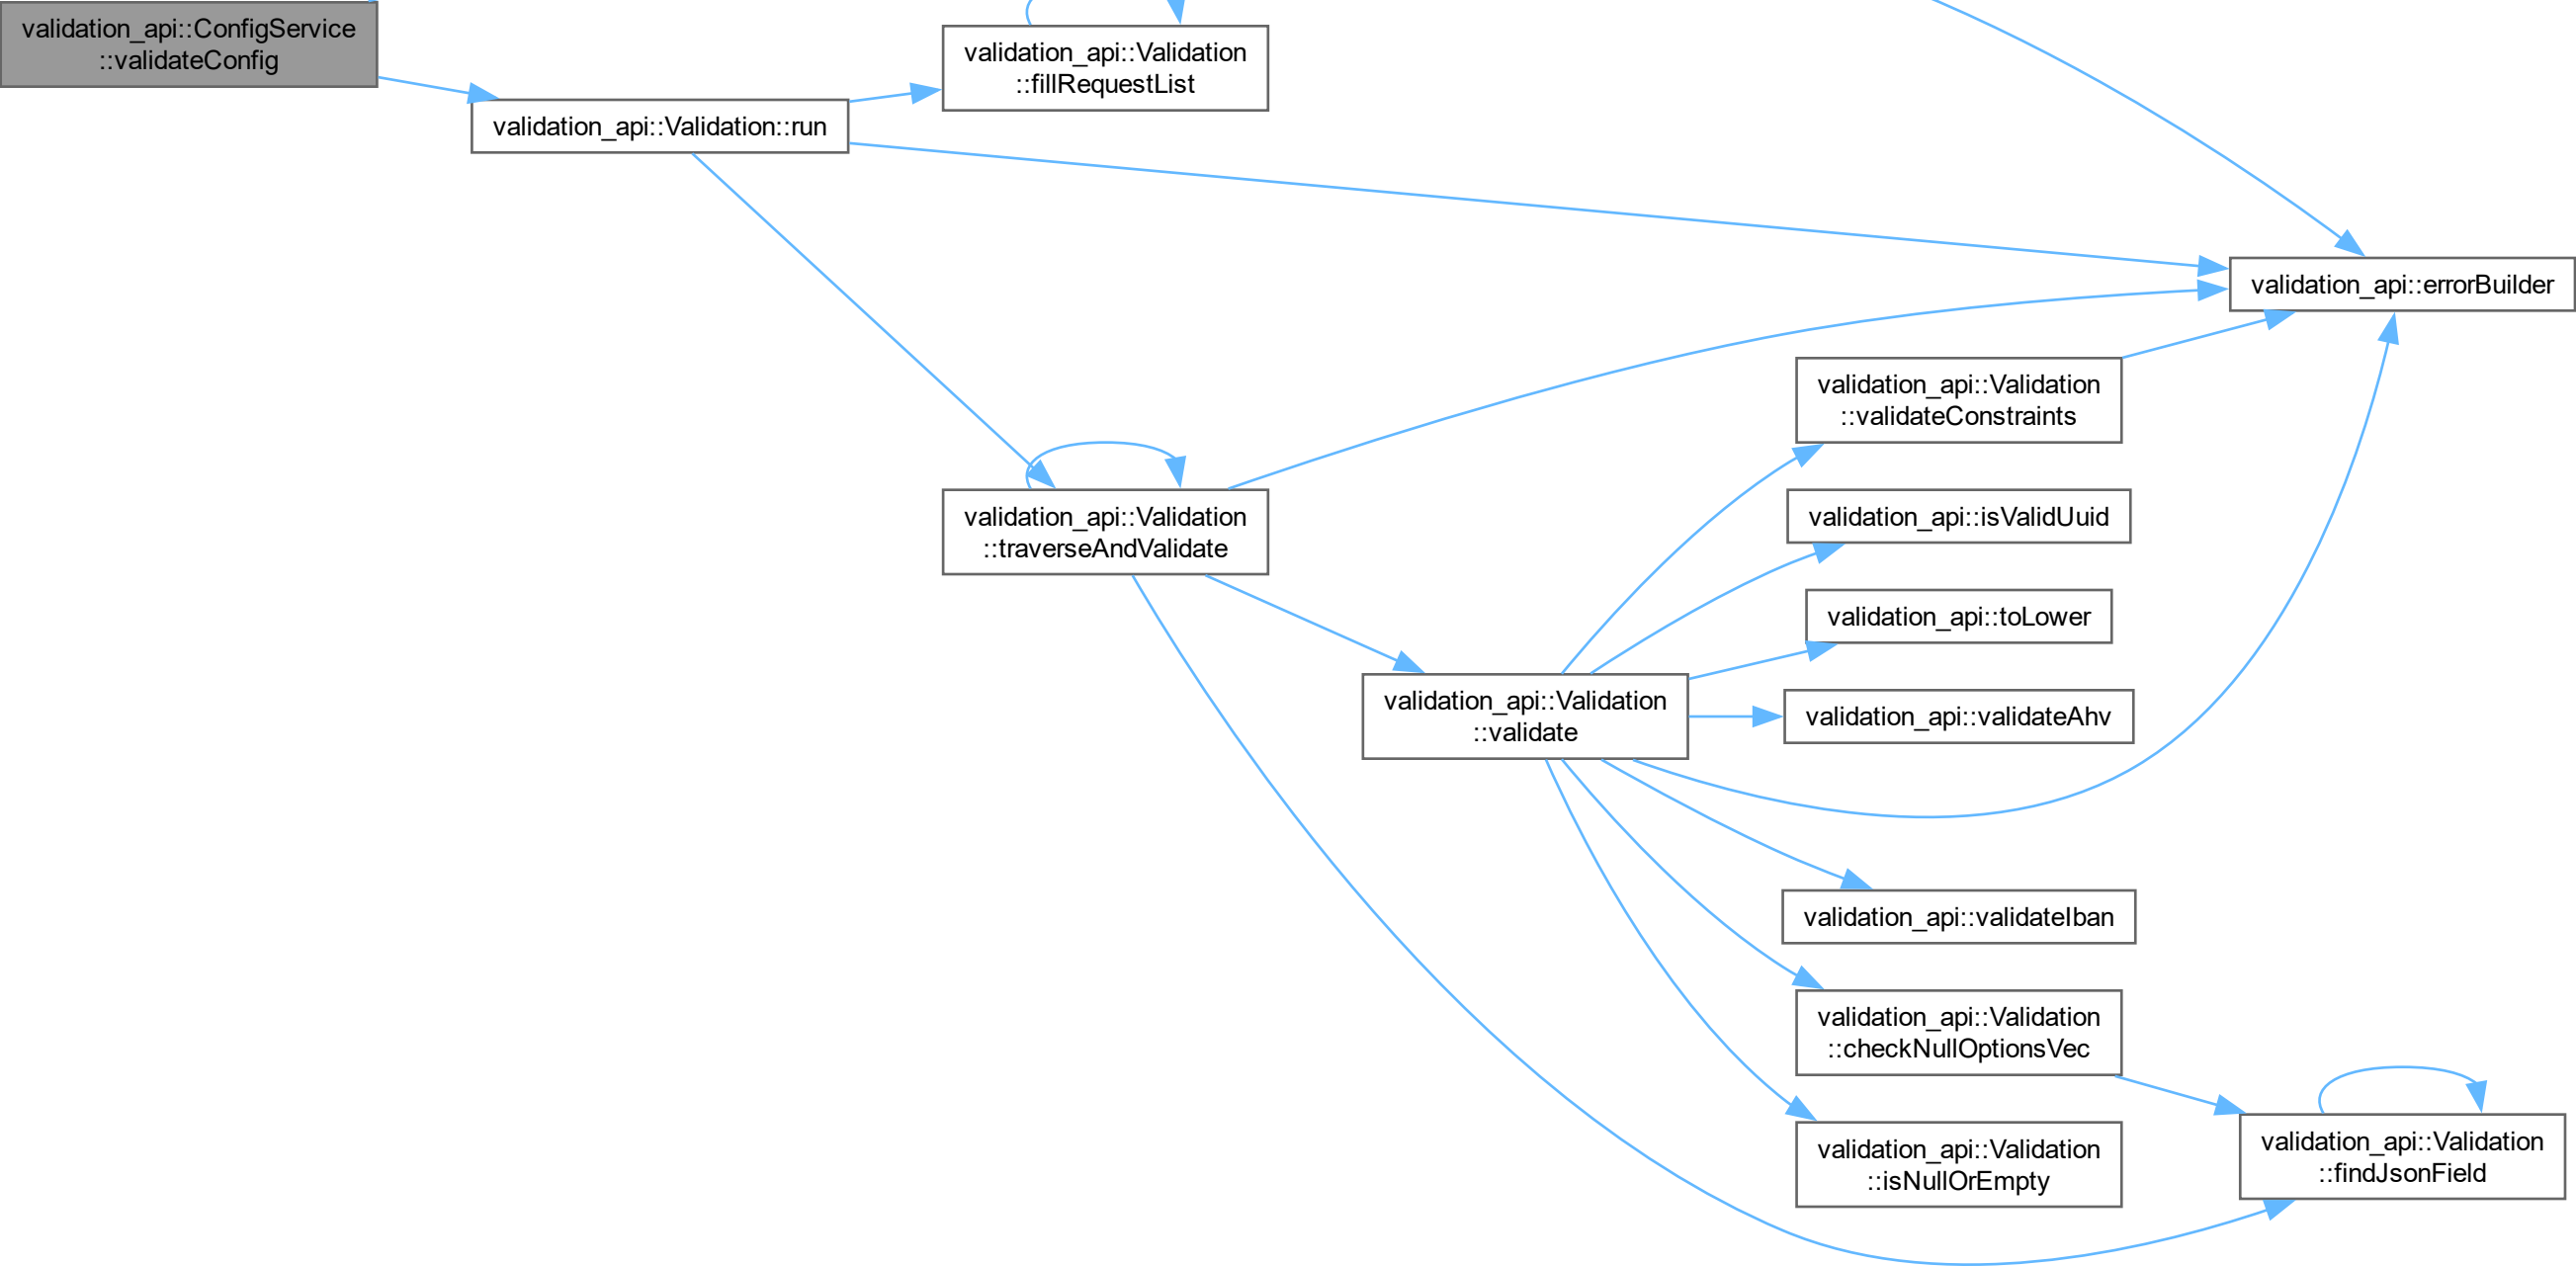 validation_api::ConfigService
::validateConfig
validation_api::Validation::run
validation_api::Validation
::fillRequestList
validation_api::errorBuilder
validation_api::Validation
::validateConstraints
validation_api::Validation
::traverseAndValidate
validation_api::isValidUuid
validation_api::toLower
validation_api::Validation
::validate
validation_api::validateAhv
validation_api::validateIban
validation_api::Validation
::checkNullOptionsVec
validation_api::Validation
::isNullOrEmpty
validation_api::Validation
::findJsonField